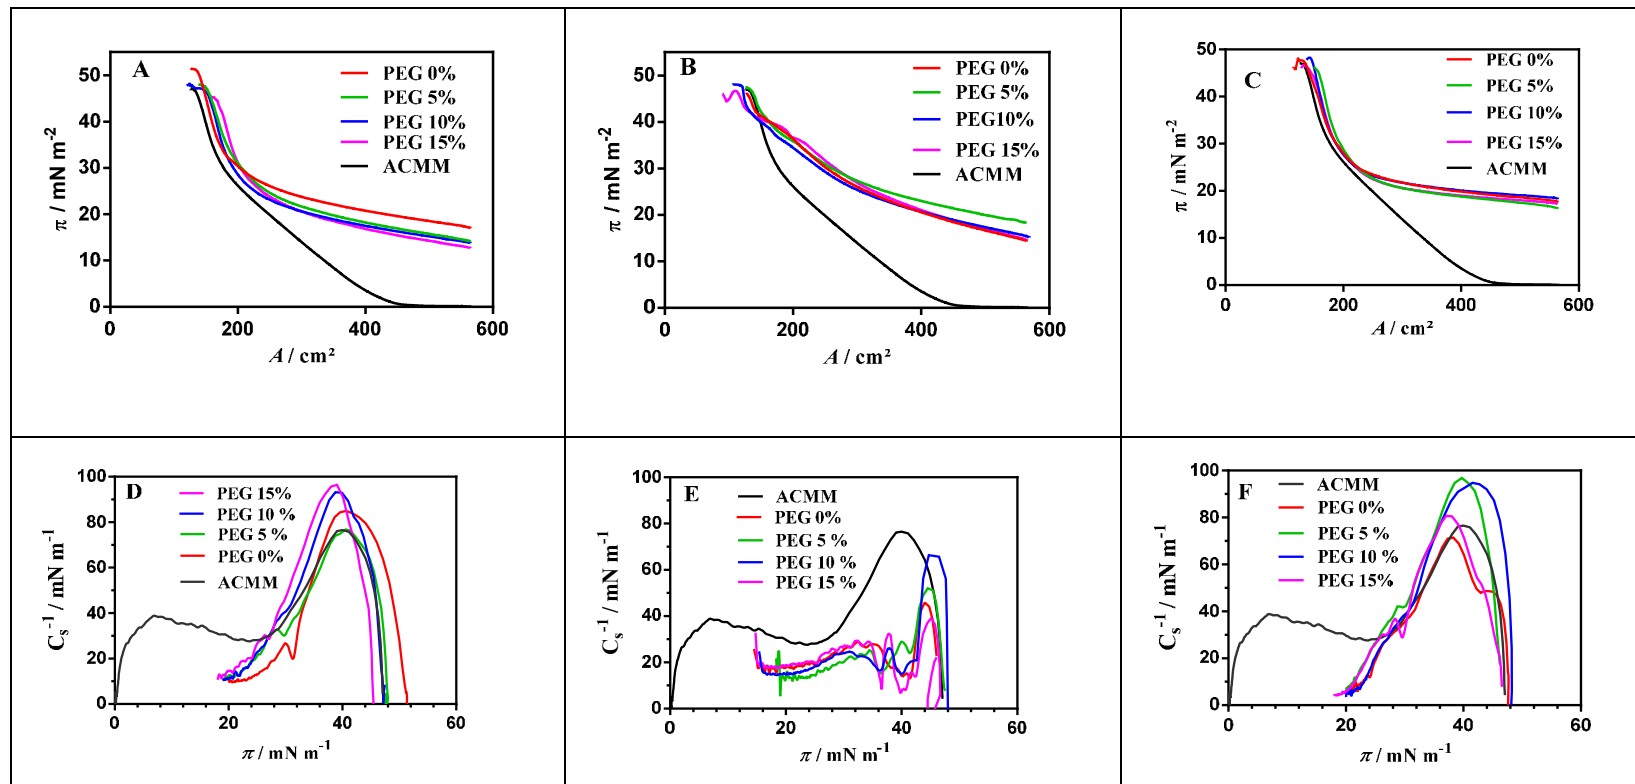 A
PEG 0%
PEG 5%
PEG 10%
PEG 15%
ACMM
π / mN m⁻²
50
40
30
20
10
0
0 200 400 600
A / cm²
B
PEG 0%
PEG 5%
PEG10%
PEG 15%
ACMM
π / mN m⁻²
50
40
30
20
10
0
0 200 400 600
A / cm²
C
PEG 0%
PEG 5%
PEG 10%
PEG 15%
ACMM
π / mN m⁻²
50
40
30
20
10
0
0 200 400 600
A / cm²
D
PEG 15%
PEG 10 %
PEG 5 %
PEG 0%
ACMM
Cₛ⁻¹ / mN m⁻¹
100
80
60
40
20
0
0 20 40 60
π / mN m⁻¹
E
ACMM
PEG 0%
PEG 5 %
PEG 10 %
PEG 15 %
Cₛ⁻¹ / mN m⁻¹
100
80
60
40
20
0
0 20 40 60
π / mN m⁻¹
F
ACMM
PEG 0%
PEG 5 %
PEG 10 %
PEG 15%
Cₛ⁻¹ / mN m⁻¹
100
80
60
40
20
0
0 20 40 60
π / mN m⁻¹